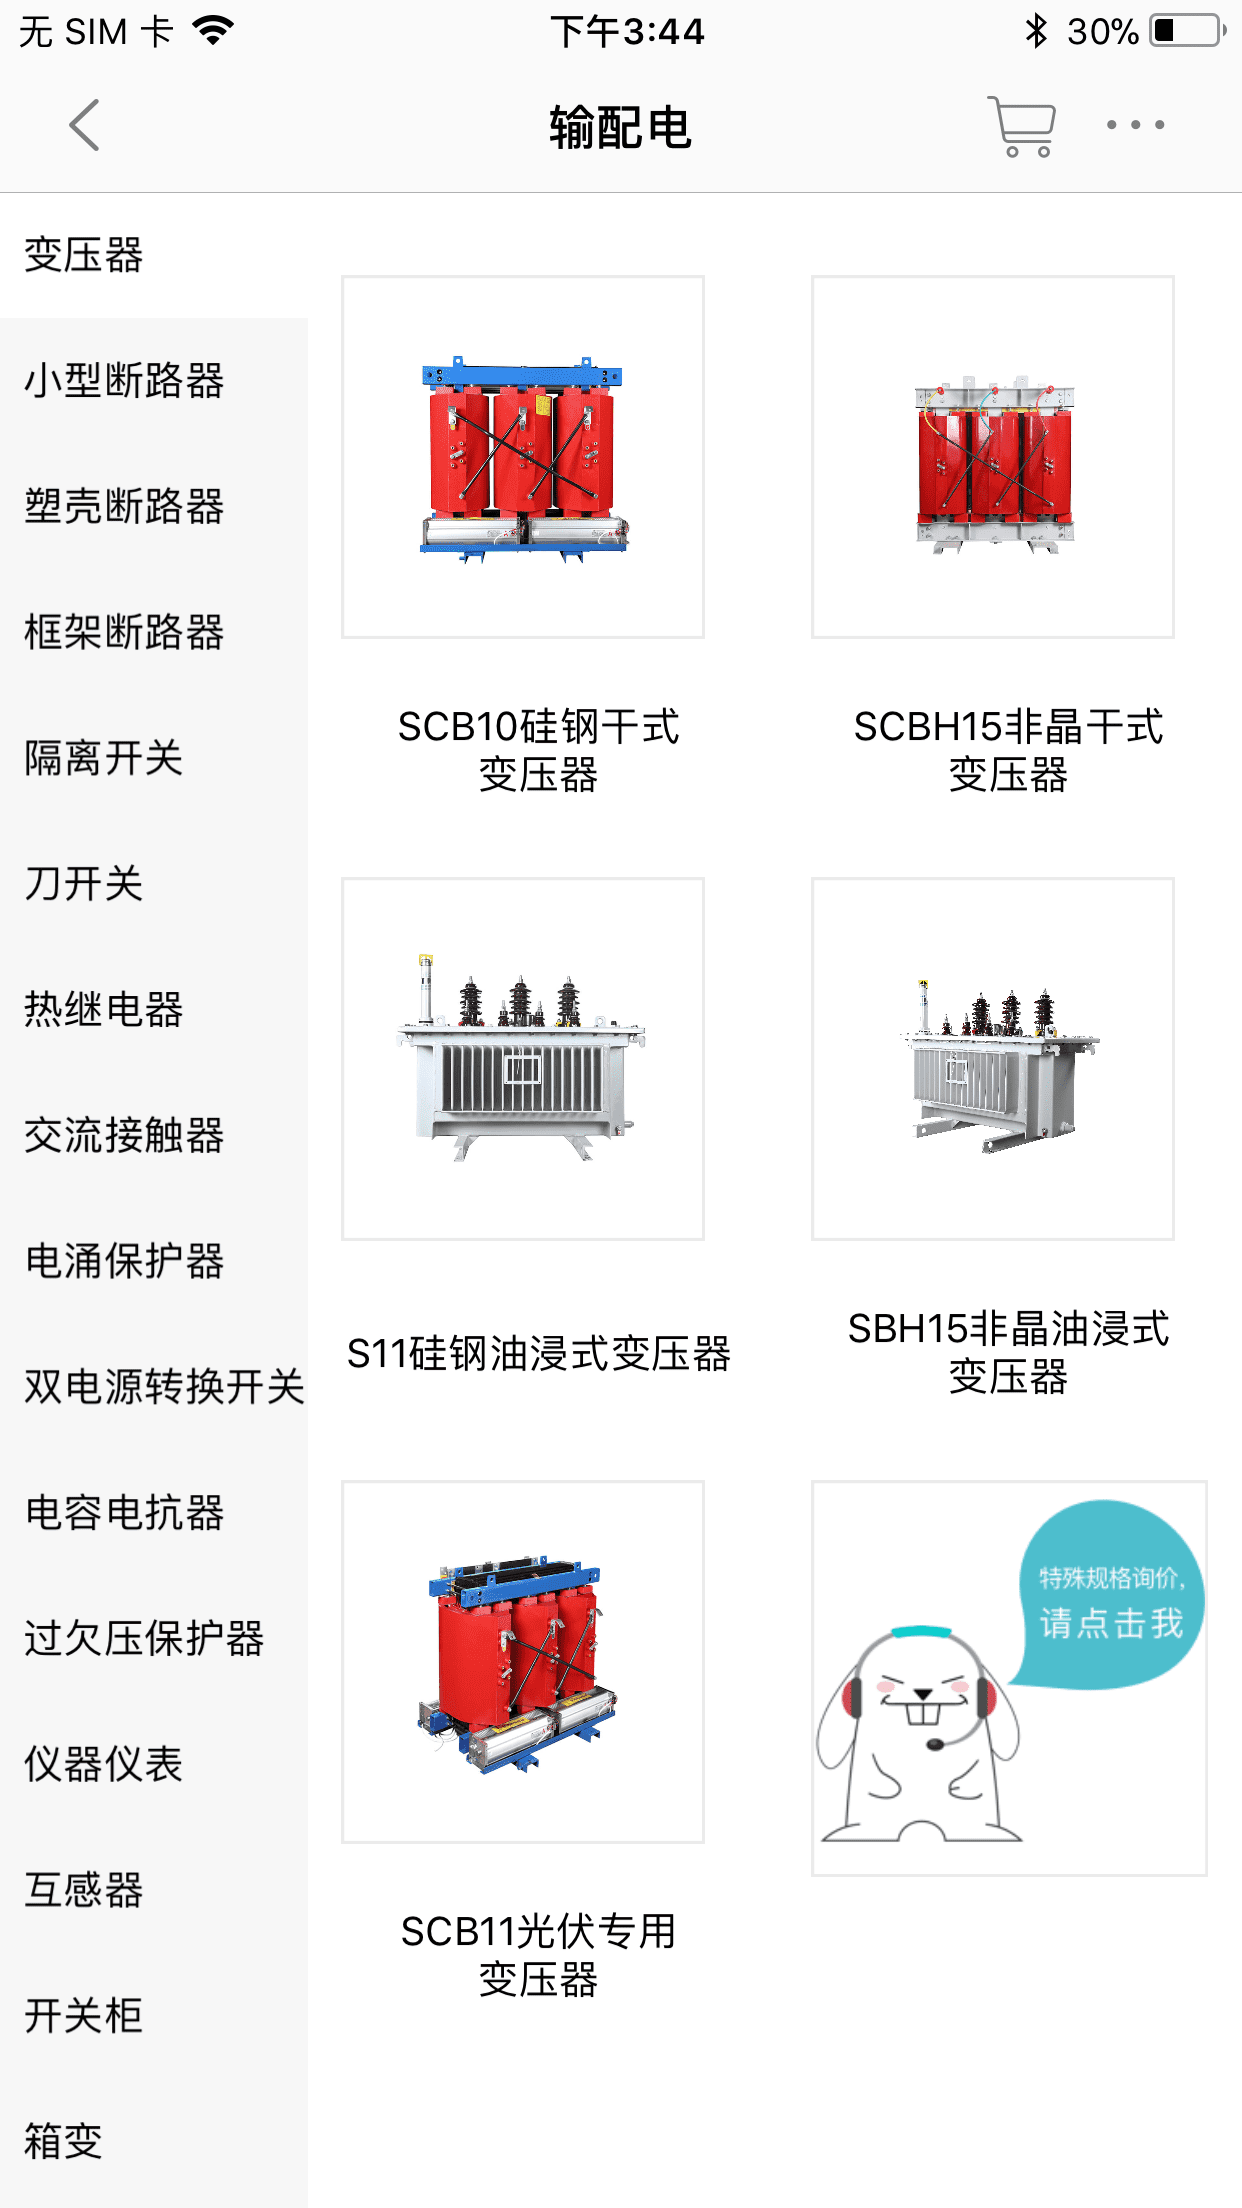 无 SIM 卡
下午3:44
30%
输配电
变压器
小型断路器
塑壳断路器
框架断路器
隔离开关
刀开关
热继电器
交流接触器
电涌保护器
双电源转换开关
电容电抗器
过欠压保护器
仪器仪表
互感器
开关柜
箱变
SCB10硅钢干式
变压器
SCBH15非晶干式
变压器
S11硅钢油浸式变压器
SBH15非晶油浸式
变压器
SCB11光伏专用
变压器
特殊规格询价,
请点击我